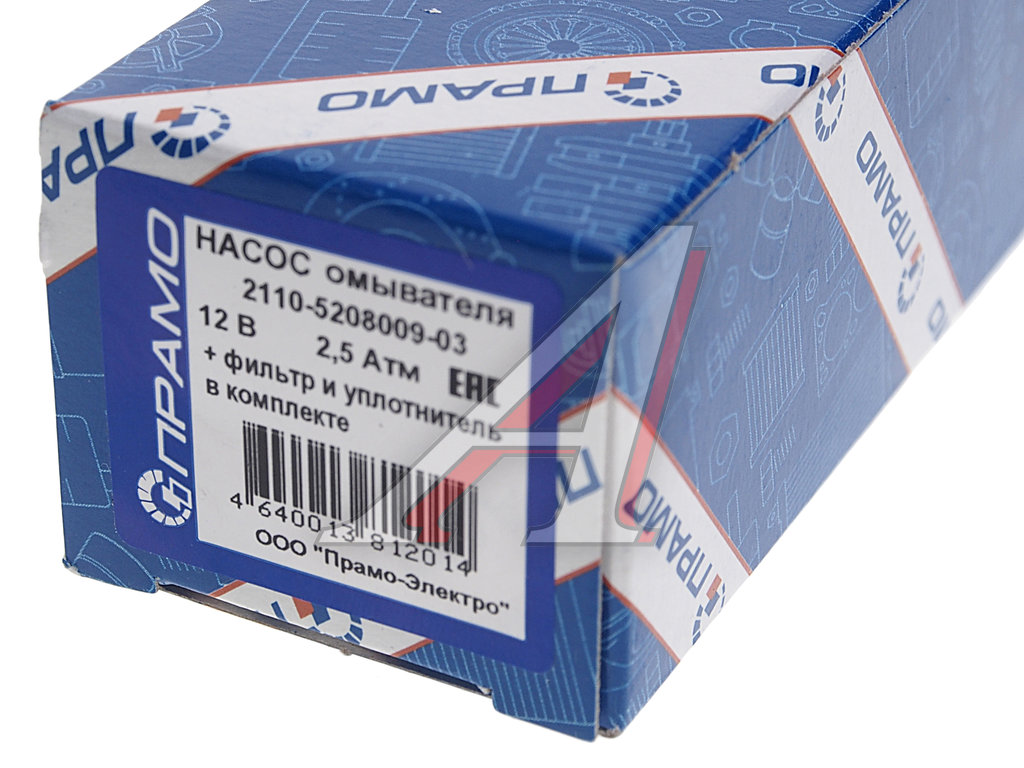 ПРАМО
ПРАМО
ПРАМО
НАСОС омывателя
2110-5208009-03
12 В 2,5 Атм
+ фильтр и уплотнитель
в комплекте
EAC
4 640013 812014
ООО "Прамо-Электро"
ПРАМО
ПРАМО